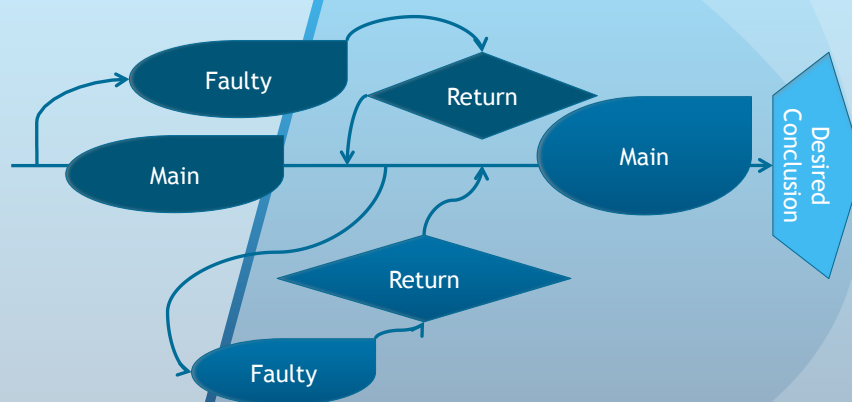 Faulty
Return
Main
Main
Desired
Conclusion
Return
Faulty